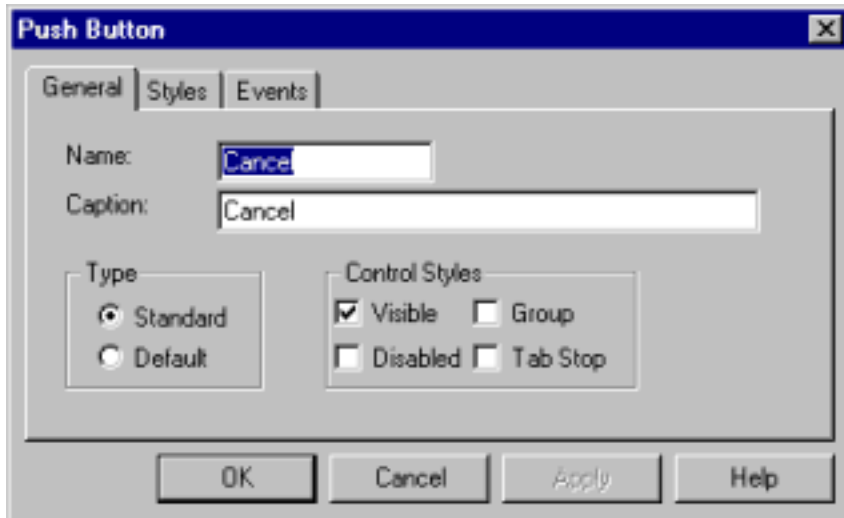 Push Button
General Styles Events
Name: Cancel
Caption: Cancel
Type Control Styles
Standard Visible Group
Default Disabled Tab Stop
OK Cancel Apply Help